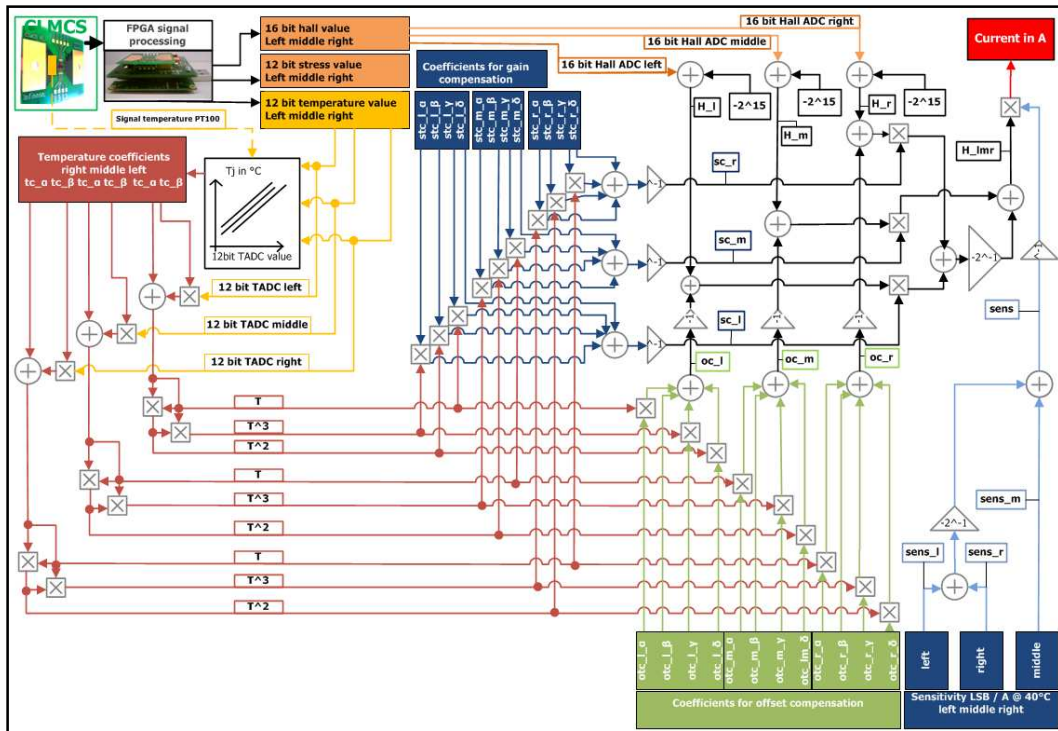 CLMCS
FPGA signal
processing
16 bit hall value
Left middle right
12 bit stress value
Left middle right
12 bit temperature value
Left middle right
Signal temperature PT100
Coefficients for gain
compensation
16 bit Hall ADC right
16 bit Hall ADC middle
16 bit Hall ADC left
Current in A
-2^15
-2^15
-2^15
H_l
H_m
H_r
H_lmr
stc_l_α
stc_l_β
stc_l_γ
stc_l_δ
stc_m_α
stc_m_β
stc_m_γ
stc_m_δ
stc_r_α
stc_r_β
stc_r_γ
stc_r_δ
Temperature coefficients
right middle left
tc_α tc_β tc_α tc_β tc_α tc_β
Tj in °C
12bit TADC value
12 bit TADC left
12 bit TADC middle
12 bit TADC right
^-1
^-1
^-1
sc_r
sc_m
sc_l
-2^-1
sens
oc_l
oc_m
oc_r
T
T^3
T^2
T
T^3
T^2
T
T^3
T^2
sens_m
-2^-1
sens_l
sens_r
otc_l_α
otc_l_β
otc_l_γ
otc_l_δ
otc_m_α
otc_m_β
otc_m_γ
otc_lm_δ
otc_r_α
otc_r_β
otc_r_γ
otc_r_δ
left
right
middle
Coefficients for offset compensation
Sensitivity LSB / A @ 40°C
left middle right